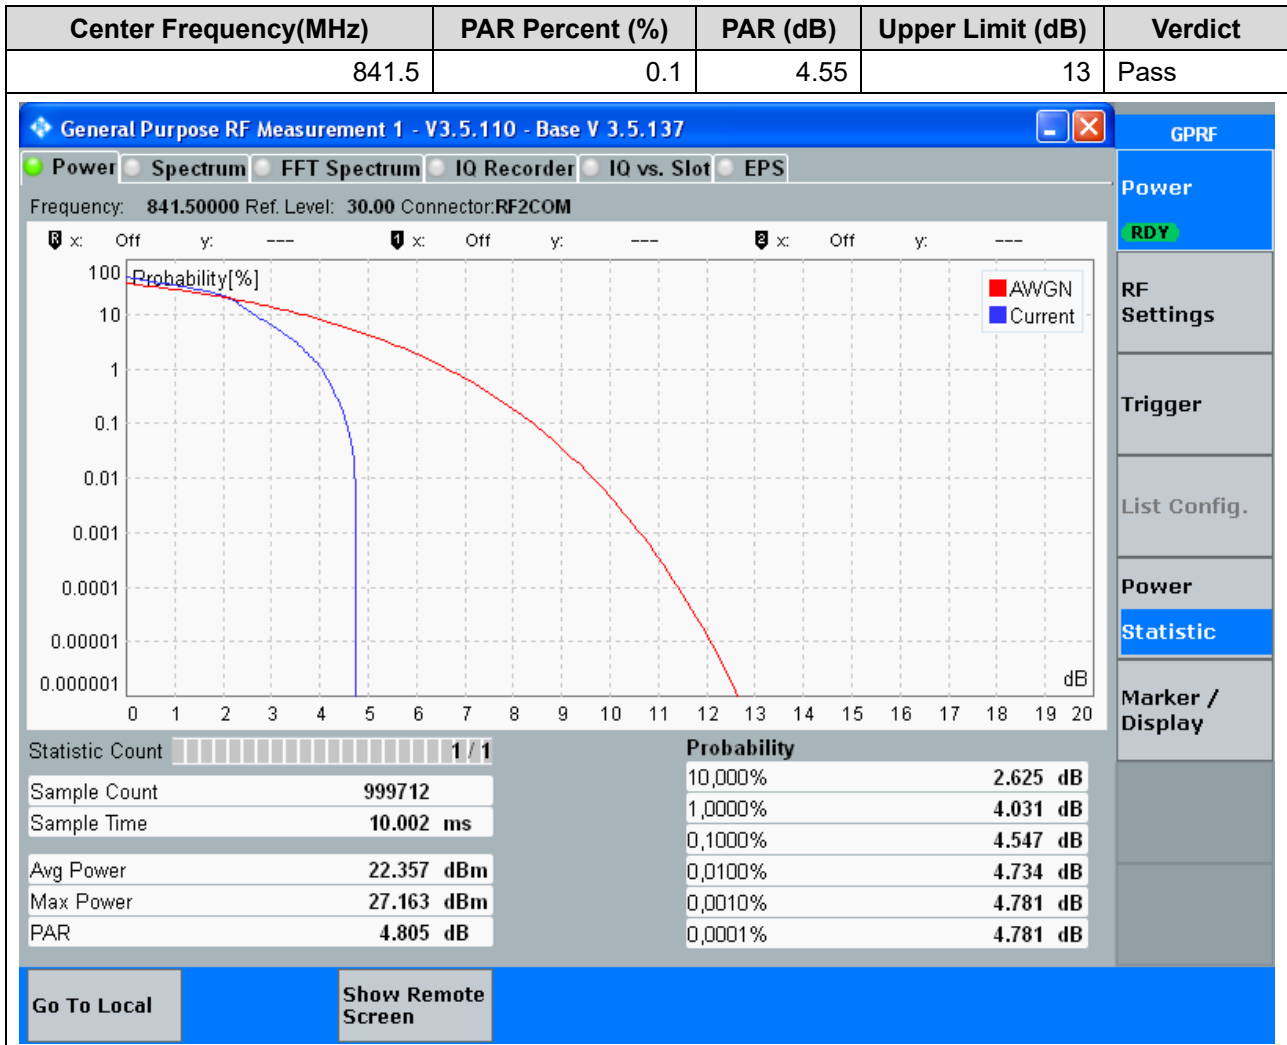 Center Frequency(MHz) PAR Percent (%) PAR (dB) Upper Limit (dB) Verdict
841.5 0.1 4.55 13 Pass
General Purpose RF Measurement 1 - V3.5.110 - Base V 3.5.137
GPRF
Power Spectrum FFT Spectrum IQ Recorder IQ vs. Slot EPS
Power
RDY
Frequency: 841.50000 Ref. Level: 30.00 Connector:RF2COM
R x: Off y: --- 1 x: Off y: --- 2 x: Off y: ---
RF
Settings
Trigger
List Config.
Power
Statistic
Marker /
Display
Probability[%]
AWGN
Current
100
10
1
0.1
0.01
0.001
0.0001
0.00001
0.000001
dB
0 1 2 3 4 5 6 7 8 9 10 11 12 13 14 15 16 17 18 19 20
Statistic Count 1 / 1
Sample Count 999712
Sample Time 10.002 ms
Avg Power 22.357 dBm
Max Power 27.163 dBm
PAR 4.805 dB
Probability
10,000% 2.625 dB
1,0000% 4.031 dB
0,1000% 4.547 dB
0,0100% 4.734 dB
0,0010% 4.781 dB
0,0001% 4.781 dB
Go To Local
Show Remote
Screen